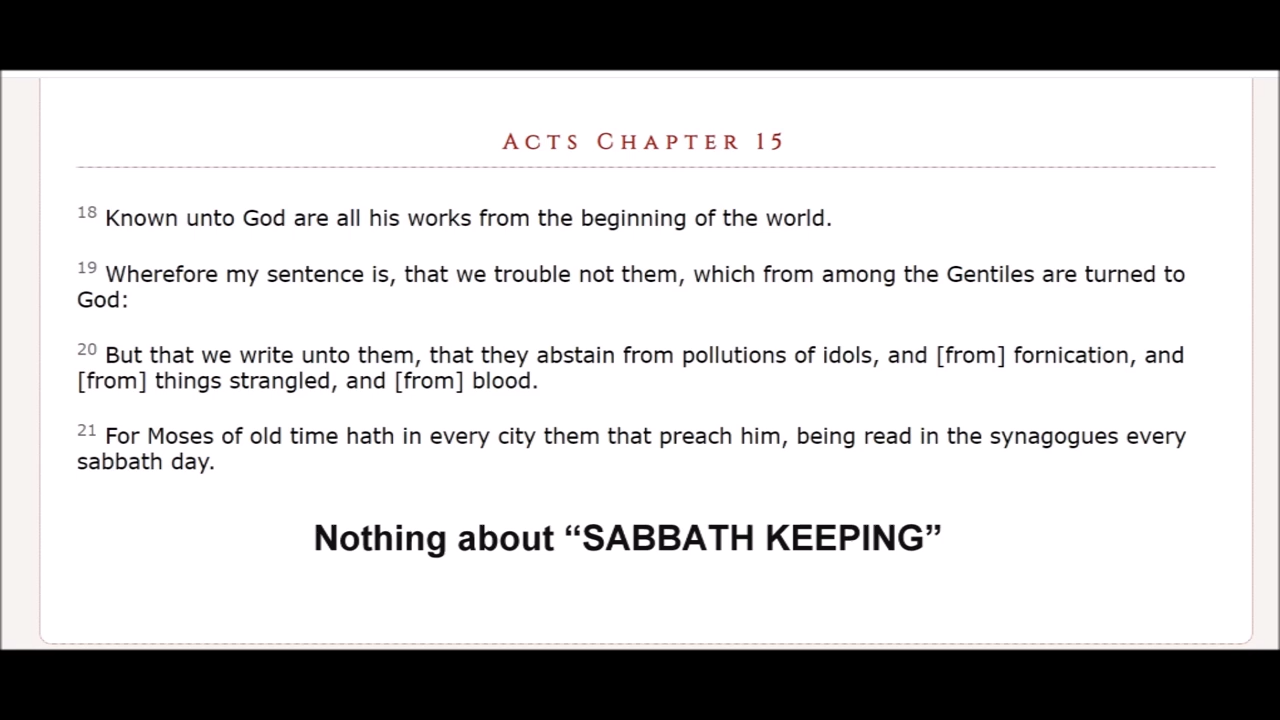 Acts Chapter 15
18 Known unto God are all his works from the beginning of the world.
19 Wherefore my sentence is, that we trouble not them, which from among the Gentiles are turned to
God:
20 But that we write unto them, that they abstain from pollutions of idols, and [from] fornication, and
[from] things strangled, and [from] blood.
21 For Moses of old time hath in every city them that preach him, being read in the synagogues every
sabbath day.
Nothing about “SABBATH KEEPING”